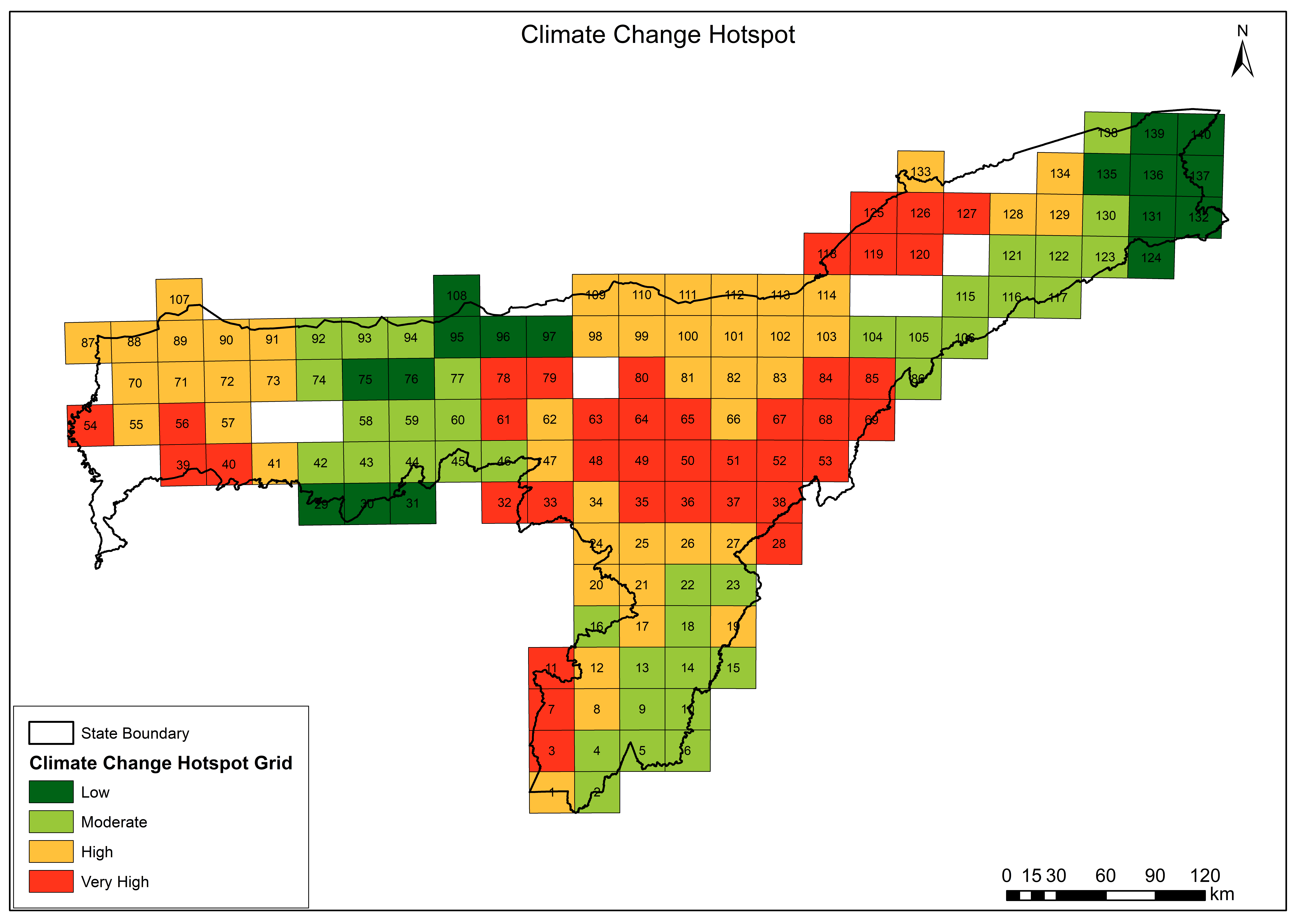 Climate Change Hotspot
N
138 139 140
133 134 135 136 137
125 126 127 128 129 130 131 132
118 119 120 121 122 123 124
107 108 109 110 111 112 113 114 115 116 117
87 88 89 90 91 92 93 94 95 96 97 98 99 100 101 102 103 104 105 106
70 71 72 73 74 75 76 77 78 79 80 81 82 83 84 85 86
54 55 56 57 58 59 60 61 62 63 64 65 66 67 68 69
39 40 41 42 43 44 45 46 47 48 49 50 51 52 53
29 30 31 32 33 34 35 36 37 38
24 25 26 27 28
20 21 22 23
16 17 18 19
11 12 13 14 15
7 8 9 10
3 4 5 6
1 2
State Boundary
Climate Change Hotspot Grid
Low
Moderate
High
Very High
0 15 30 60 90 120
km